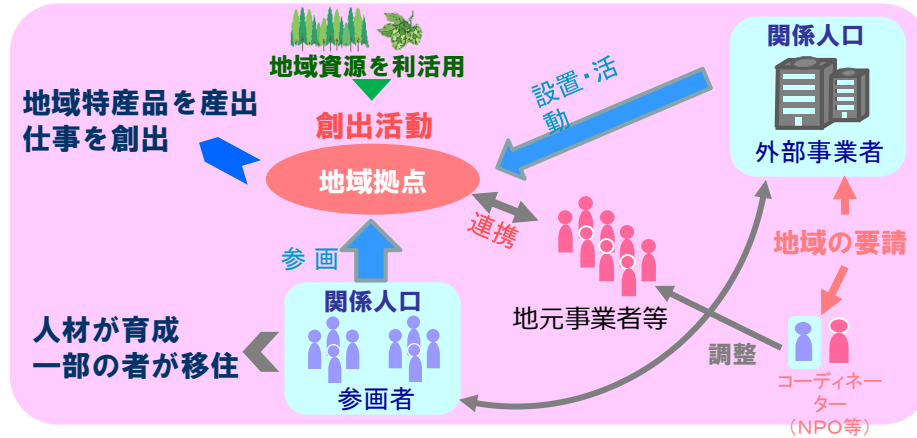 地域資源を利活用
関係人口
外部事業者
設置・活
動
地域特産品を産出
仕事を創出
創出活動
地域拠点
連携
地域の要請
参 画
関係人口
参画者
地元事業者等
人材が育成
一部の者が移住
調整
コーディネー
ター
（NPO等）